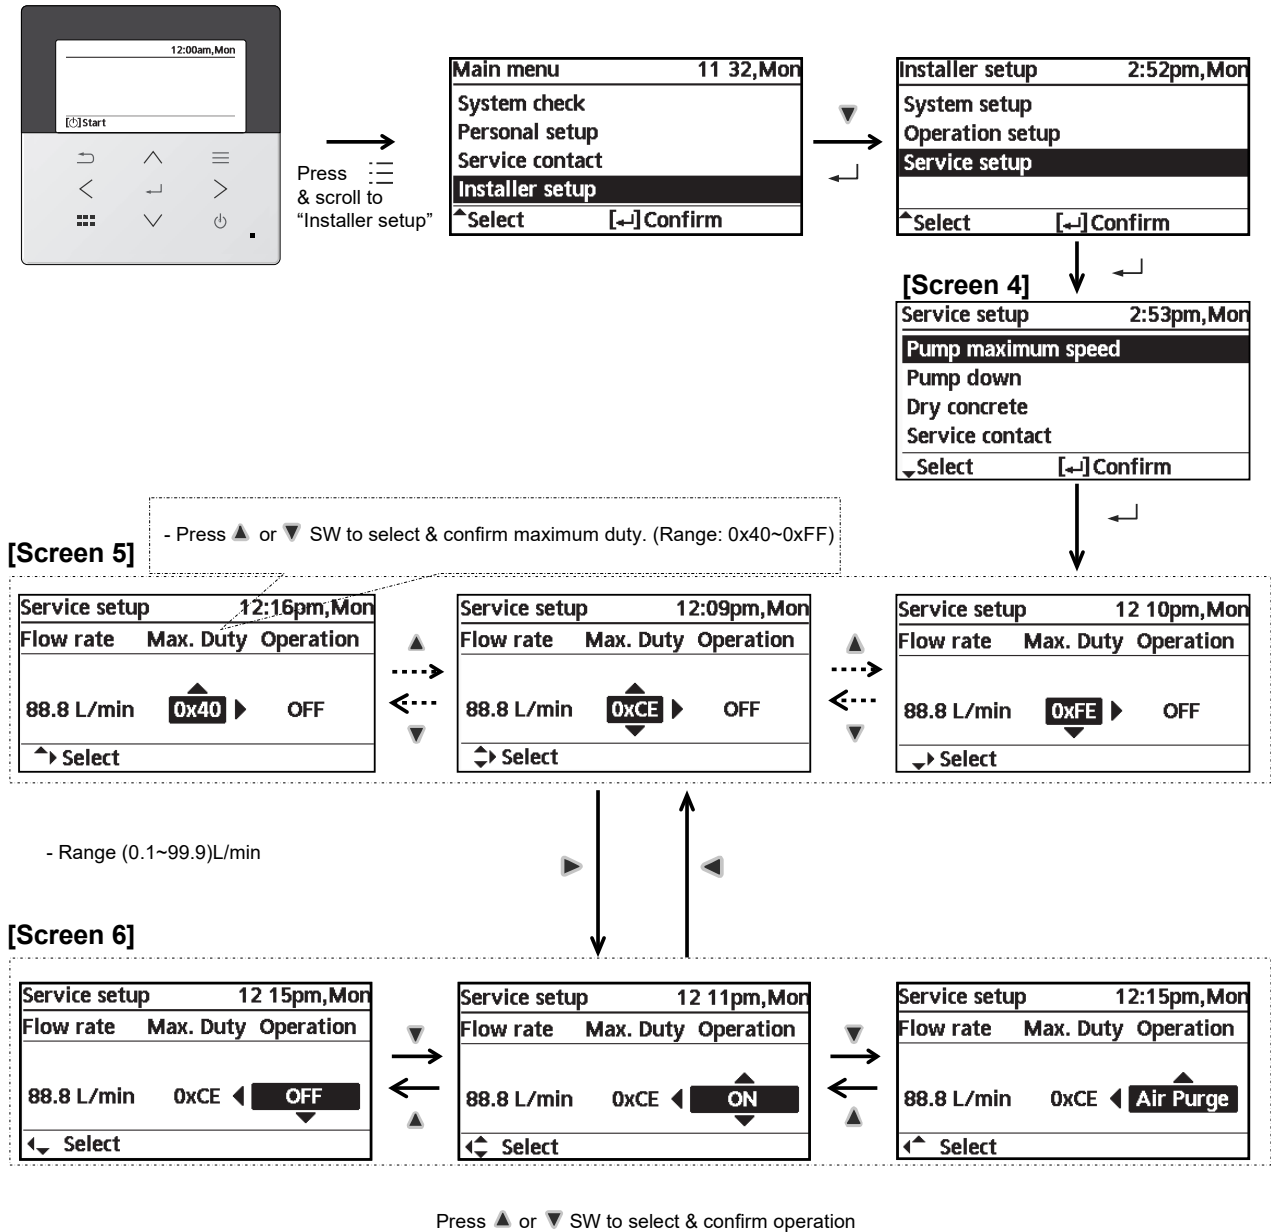 12:00am,Mon
[⏻]Start
Press
& scroll to
“Installer setup”
Main menu 11 32,Mon
System check
Personal setup
Service contact
Installer setup
Select [↵]Confirm
Installer setup 2:52pm,Mon
System setup
Operation setup
Service setup
Select [↵]Confirm
[Screen 4]
Service setup 2:53pm,Mon
Pump maximum speed
Pump down
Dry concrete
Service contact
Select [↵]Confirm
- Press ▲ or ▼ SW to select & confirm maximum duty. (Range: 0x40~0xFF)
[Screen 5]
Service setup 12:16pm,Mon
Flow rate Max. Duty Operation
88.8 L/min 0x40 OFF
Select
Service setup 12:09pm,Mon
Flow rate Max. Duty Operation
88.8 L/min 0xCE OFF
Select
Service setup 12 10pm,Mon
Flow rate Max. Duty Operation
88.8 L/min 0xFE OFF
Select
- Range (0.1~99.9)L/min
[Screen 6]
Service setup 12 15pm,Mon
Flow rate Max. Duty Operation
88.8 L/min 0xCE OFF
Select
Service setup 12 11pm,Mon
Flow rate Max. Duty Operation
88.8 L/min 0xCE ON
Select
Service setup 12:15pm,Mon
Flow rate Max. Duty Operation
88.8 L/min 0xCE Air Purge
Select
Press ▲ or ▼ SW to select & confirm operation